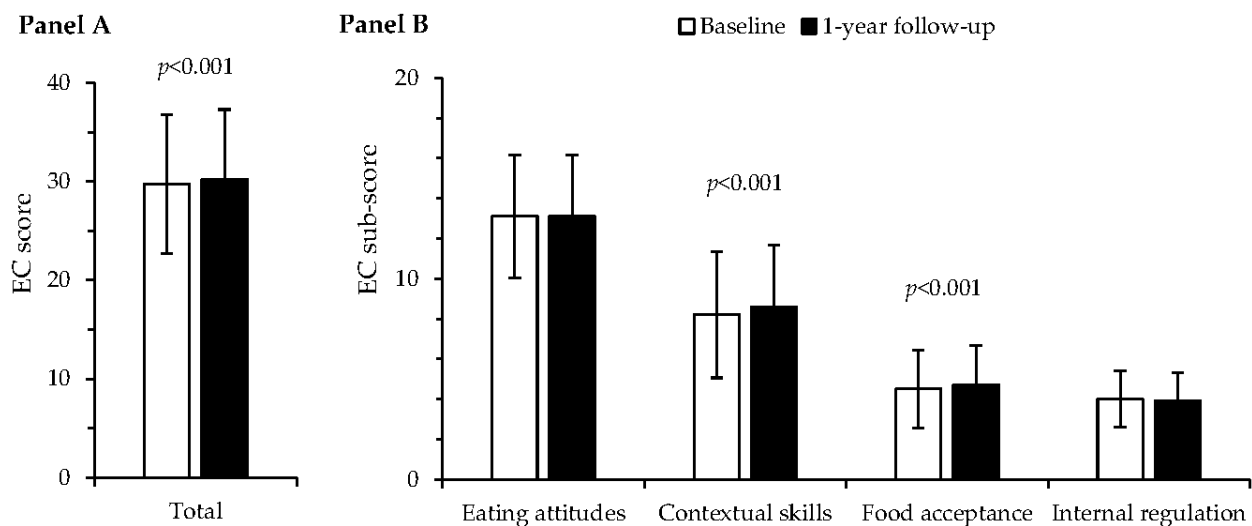 Panel A
p<0.001
EC score
40
30
20
10
0
Total
Panel B
Baseline
1-year follow-up
EC sub-score
20
10
0
p<0.001
p<0.001
Eating attitudes
Contextual skills
Food acceptance
Internal regulation